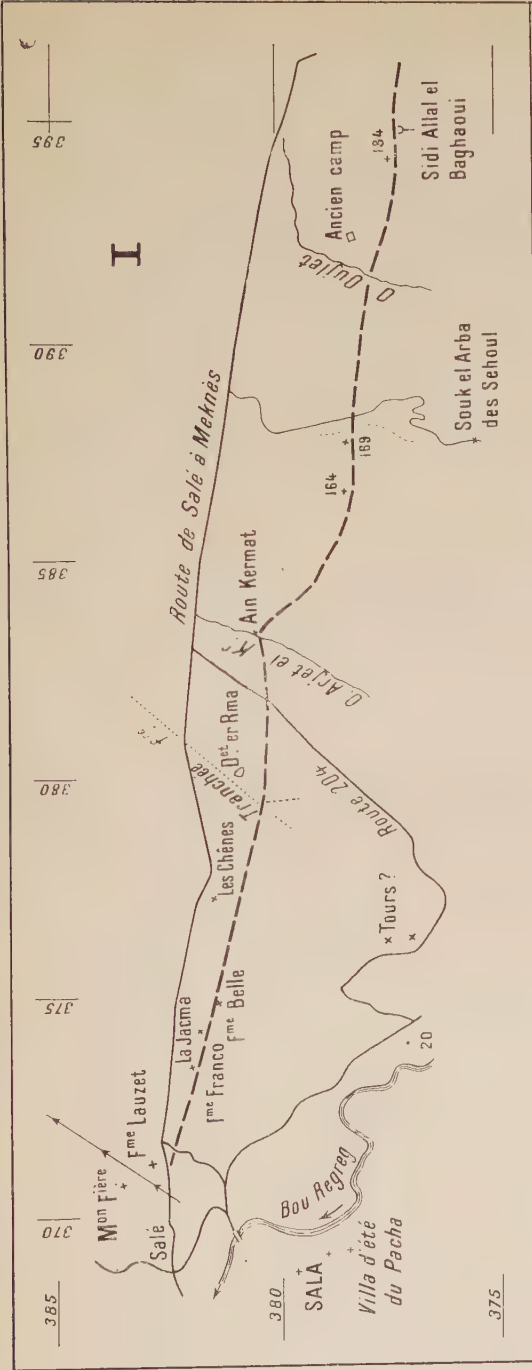 I
385
370
375
380
385
390
395
Mon Fière
Fme Lauzet
Salé
La Jacma
Fme Franco
Fme Belle
Les Chênes
Tranchée
Det er Rma
Route de Salé à Meknès
Aïn Kermat
O. Arjet el
Route 204
Tours ?
164
169
Souk el Arba
des Sehoul
O Oujlet
Ancien camp
184
Sidi Allal el
Baghaoui
380
SALA
Bou Regreg
20
Villa d'été
du Pacha
375